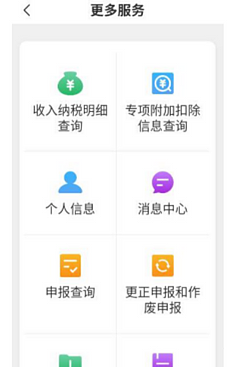 更多服务
收入纳税明细
查询
专项附加扣除
信息查询
个人信息
消息中心
申报查询
更正申报和作
废申报